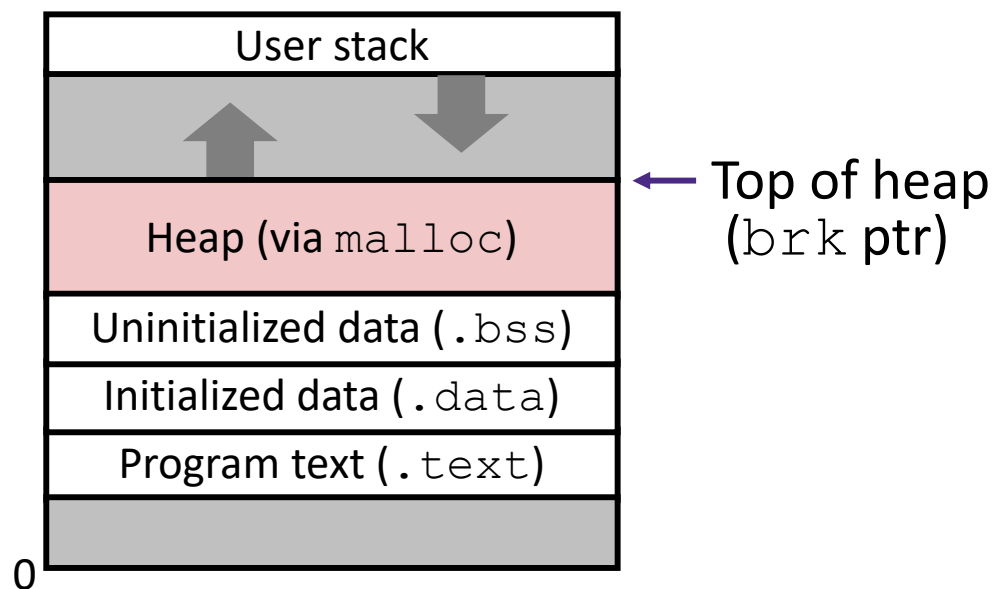 User stack
Top of heap
(brk ptr)
Heap (via malloc)
Uninitialized data (.bss)
Initialized data (.data)
Program text (.text)
0